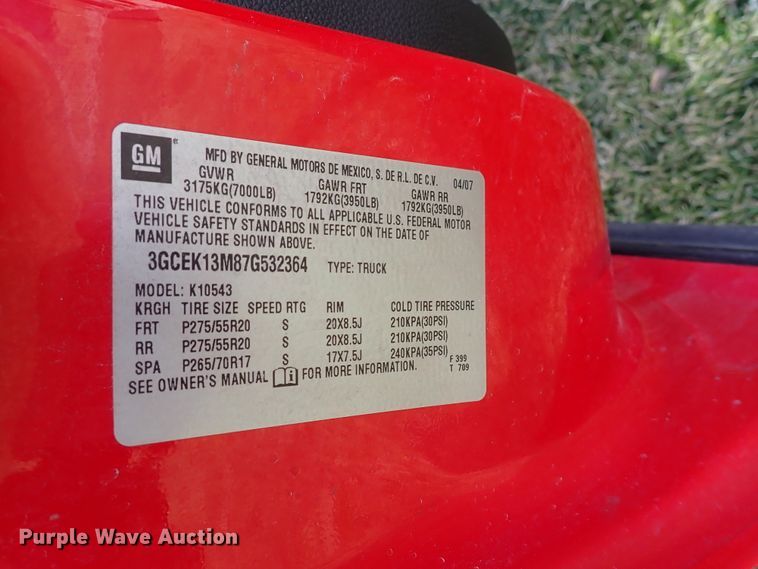 GM
MFD BY GENERAL MOTORS DE MEXICO, S. DE R.L. DE C.V. 04/07
GVWR GAWR FRT GAWR RR
3175KG(7000LB) 1792KG(3950LB) 1792KG(3950LB)
THIS VEHICLE CONFORMS TO ALL APPLICABLE U.S. FEDERAL MOTOR
VEHICLE SAFETY STANDARDS IN EFFECT ON THE DATE OF
MANUFACTURE SHOWN ABOVE.
3GCEK13M87G532364 TYPE: TRUCK
MODEL: K10543
KRGH TIRE SIZE SPEED RTG RIM COLD TIRE PRESSURE
FRT P275/55R20 S 20X8.5J 210KPA(30PSI)
RR P275/55R20 S 20X8.5J 210KPA(30PSI)
SPA P265/70R17 S 17X7.5J 240KPA(35PSI)
SEE OWNER'S MANUAL FOR MORE INFORMATION.
F 399
T 709
Purple Wave Auction